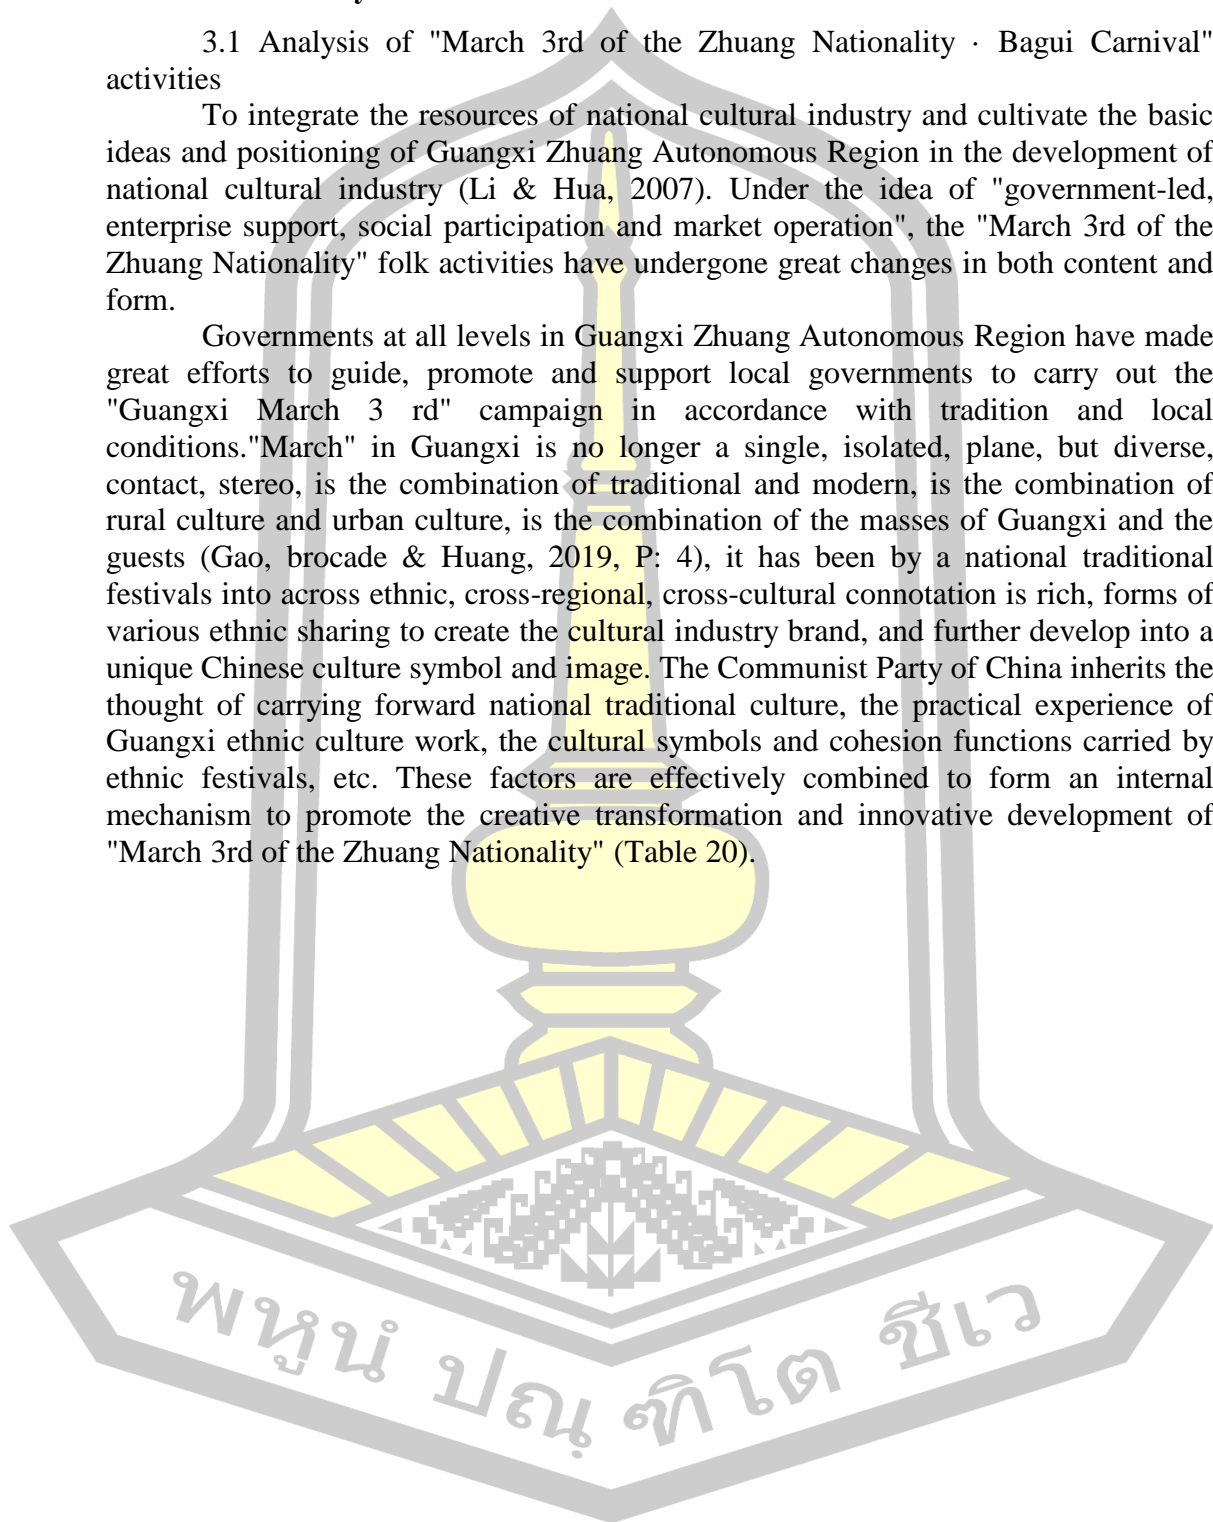 3.1 Analysis of "March 3rd of the Zhuang Nationality · Bagui Carnival"
activities
To integrate the resources of national cultural industry and cultivate the basic
ideas and positioning of Guangxi Zhuang Autonomous Region in the development of
national cultural industry (Li & Hua, 2007). Under the idea of "government-led,
enterprise support, social participation and market operation", the "March 3rd of the
Zhuang Nationality" folk activities have undergone great changes in both content and
form.
Governments at all levels in Guangxi Zhuang Autonomous Region have made
great efforts to guide, promote and support local governments to carry out the
"Guangxi March 3 rd" campaign in accordance with tradition and local
conditions."March" in Guangxi is no longer a single, isolated, plane, but diverse,
contact, stereo, is the combination of traditional and modern, is the combination of
rural culture and urban culture, is the combination of the masses of Guangxi and the
guests (Gao, brocade & Huang, 2019, P: 4), it has been by a national traditional
festivals into across ethnic, cross-regional, cross-cultural connotation is rich, forms of
various ethnic sharing to create the cultural industry brand, and further develop into a
unique Chinese culture symbol and image. The Communist Party of China inherits the
thought of carrying forward national traditional culture, the practical experience of
Guangxi ethnic culture work, the cultural symbols and cohesion functions carried by
ethnic festivals, etc. These factors are effectively combined to form an internal
mechanism to promote the creative transformation and innovative development of
"March 3rd of the Zhuang Nationality" (Table 20).
พหูนํ ปณฺฑิโต ชีเว